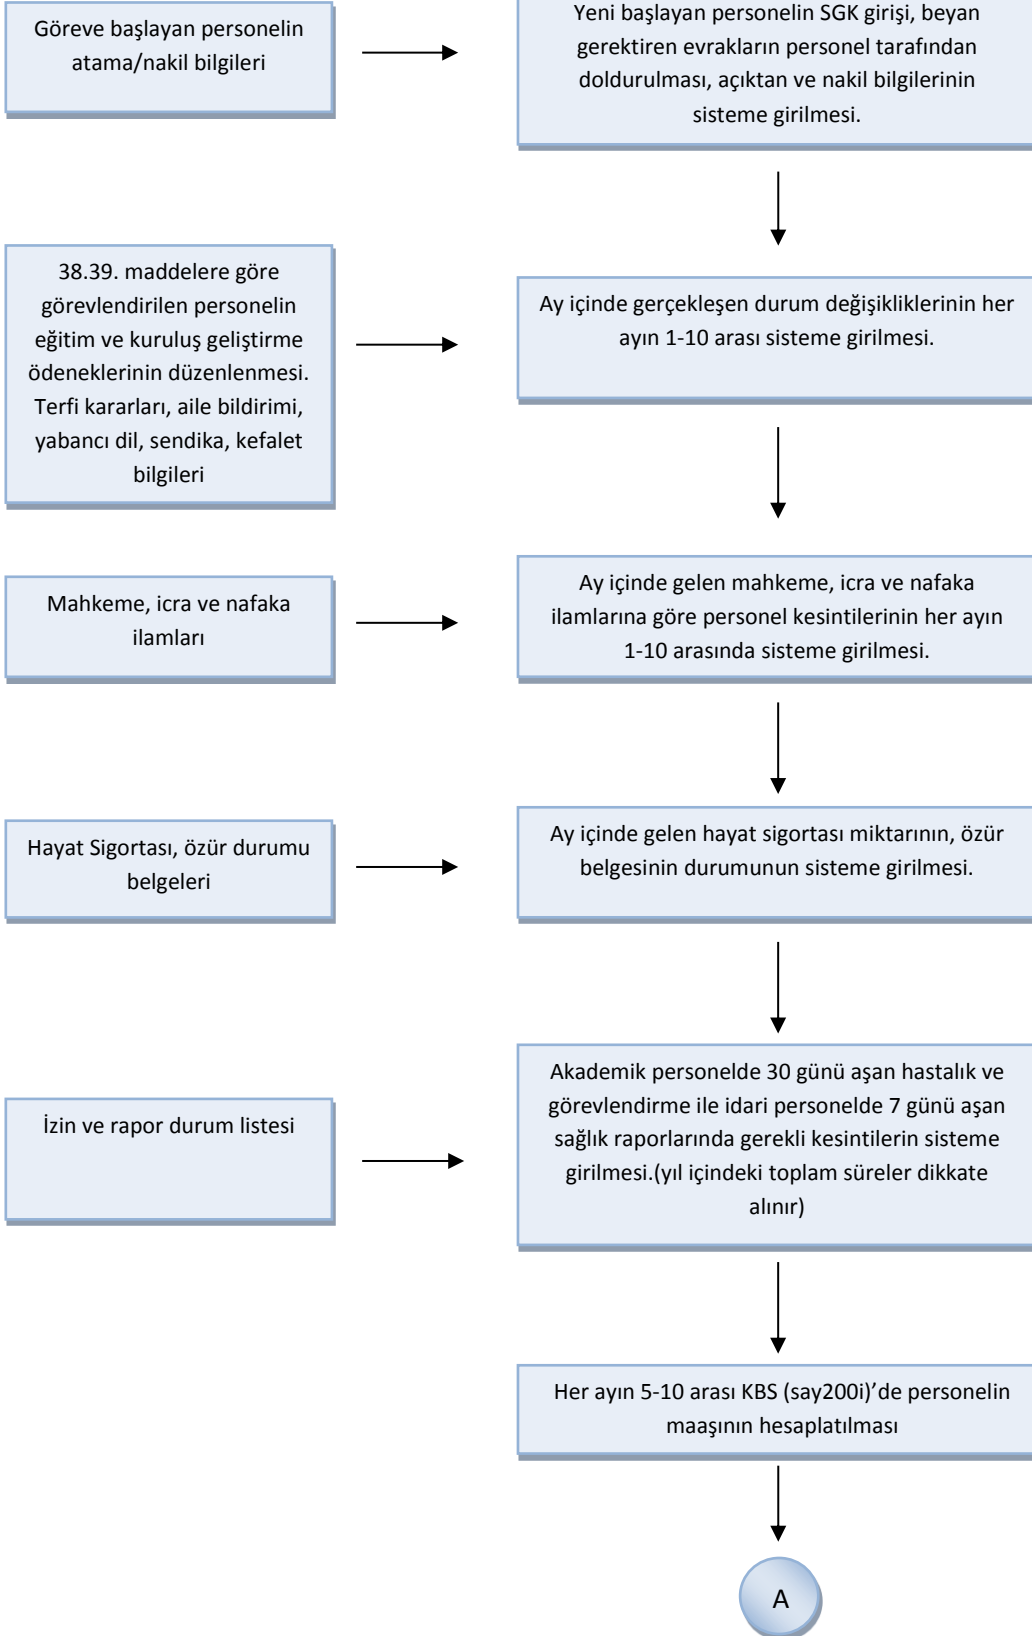 Göreve başlayan personelin
atama/nakil bilgileri
Yeni başlayan personelin SGK girişi, beyan
gerektiren evrakların personel tarafından
doldurulması, açıktan ve nakil bilgilerinin
sisteme girilmesi.
38.39. maddelere göre
görevlendirilen personelin
eğitim ve kuruluş geliştirme
ödeneklerinin düzenlenmesi.
Terfi kararları, aile bildirimi,
yabancı dil, sendika, kefalet
bilgileri
Ay içinde gerçekleşen durum değişikliklerinin her
ayın 1-10 arası sisteme girilmesi.
Mahkeme, icra ve nafaka
ilamları
Ay içinde gelen mahkeme, icra ve nafaka
ilamlarına göre personel kesintilerinin her ayın
1-10 arasında sisteme girilmesi.
Hayat Sigortası, özür durumu
belgeleri
Ay içinde gelen hayat sigortası miktarının, özür
belgesinin durumunun sisteme girilmesi.
İzin ve rapor durum listesi
Akademik personelde 30 günü aşan hastalık ve
görevlendirme ile idari personelde 7 günü aşan
sağlık raporlarında gerekli kesintilerin sisteme
girilmesi.(yıl içindeki toplam süreler dikkate
alınır)
Her ayın 5-10 arası KBS (say200i)’de personelin
maaşının hesaplatılması
A